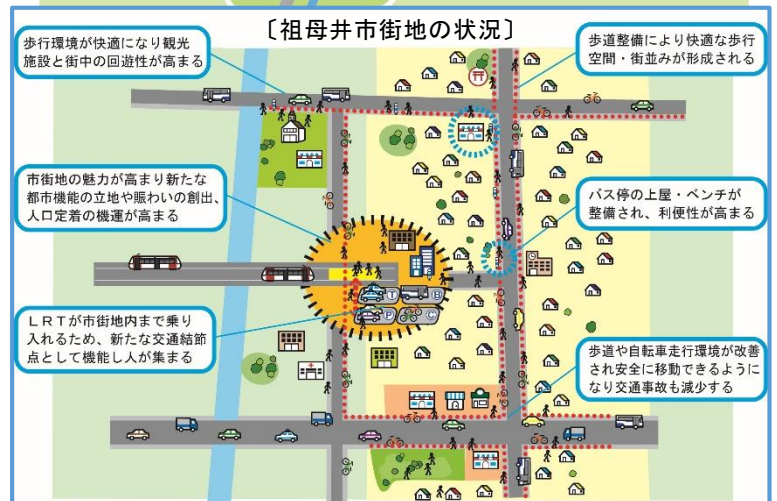 〔祖母井市街地の状況〕
歩行環境が快適になり観光
施設と街中の回遊性が高まる
歩道整備により快適な歩行
空間・街並みが形成される
市街地の魅力が高まり新たな
都市機能の立地や賑わいの創出、
人口定着の機運が高まる
バス停の上屋・ベンチが
整備され、利便性が高まる
LRTが市街地内まで乗り
入れるため、新たな交通結節
点として機能し人が集まる
T
B
P
C
歩道や自転車走行環境が改善
され安全に移動できるように
なり交通事故も減少する